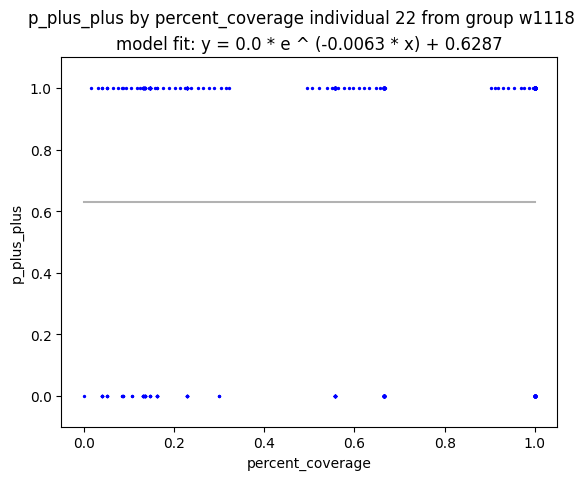 p_plus_plus by percent_coverage individual 22 from group w1118
model fit: y = 0.0 * e ^ (-0.0063 * x) + 0.6287
1.0
0.8
0.6
0.4
0.2
0.0
p_plus_plus
0.0 0.2 0.4 0.6 0.8 1.0
percent_coverage